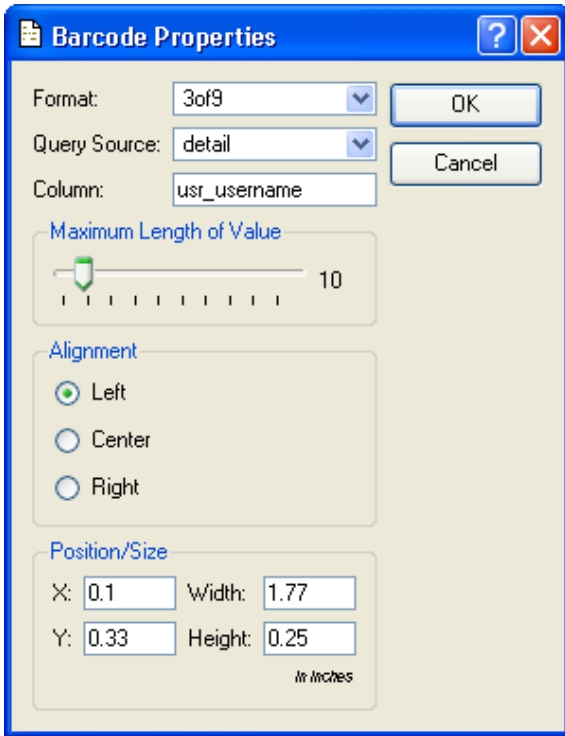 Barcode Properties
Format: 3of9 OK
Query Source: detail Cancel
Column: usr_username
Maximum Length of Value
10
Alignment
Left
Center
Right
Position/Size
X: 0.1 Width: 1.77
Y: 0.33 Height: 0.25
In Inches